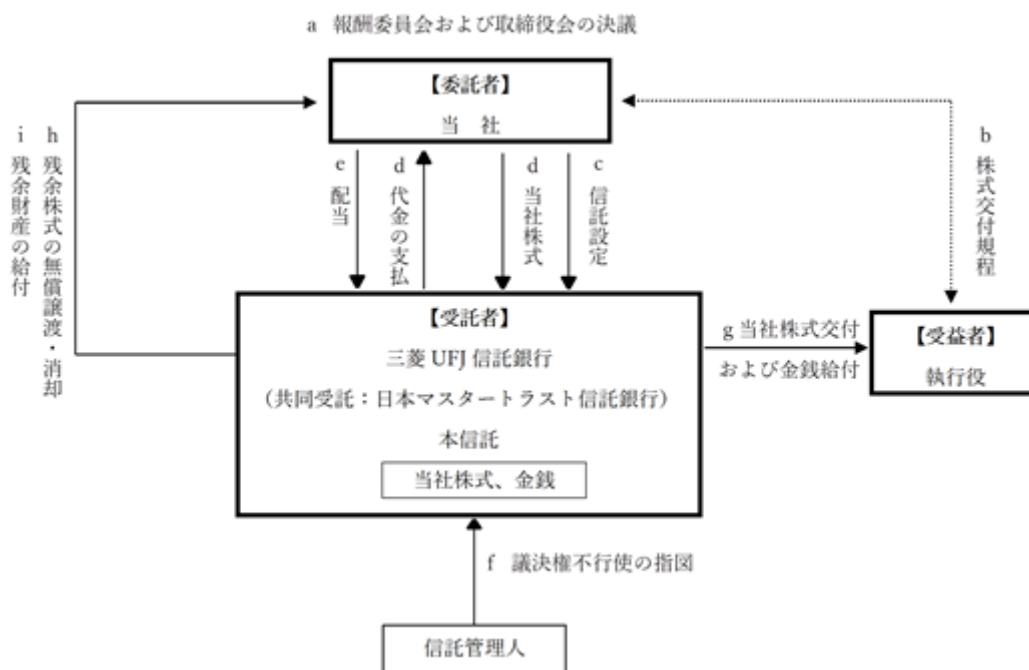 a 報酬委員会および取締役会の決議
【委託者】
当 社
i 残余財産の給付
h 残余株式の無償譲渡・消却
e 配当
d 代金の支払
d 当社株式
c 信託設定
b 株式交付規程
【受託者】
三菱 UFJ 信託銀行
(共同受託：日本マスタートラスト信託銀行)
本信託
当社株式、金銭
g 当社株式交付
および金銭給付
【受益者】
執行役
f 議決権不行使の指図
信託管理人